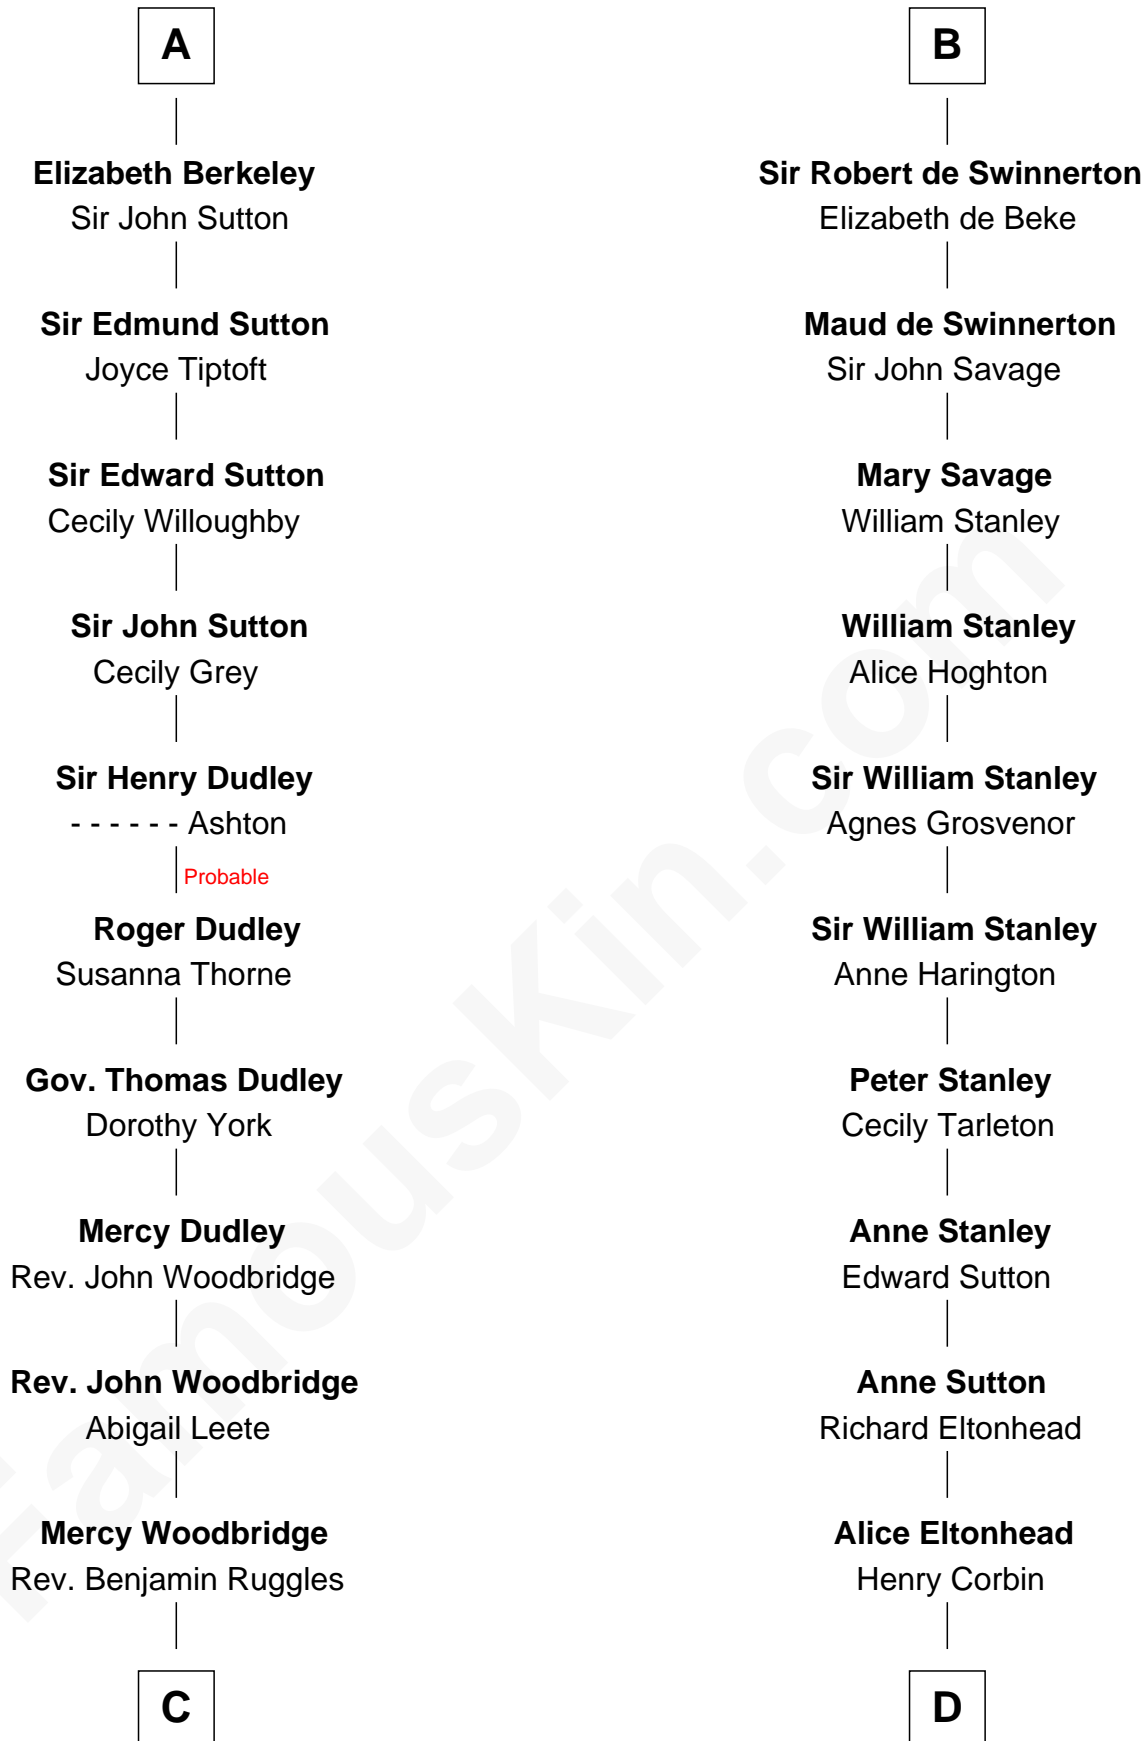 A
Elizabeth Berkeley
Sir John Sutton
Sir Edmund Sutton
Joyce Tiptoft
Sir Edward Sutton
Cecily Willoughby
Sir John Sutton
Cecily Grey
Sir Henry Dudley
- - - - - - Ashton
Probable
Roger Dudley
Susanna Thorne
Gov. Thomas Dudley
Dorothy York
Mercy Dudley
Rev. John Woodbridge
Rev. John Woodbridge
Abigail Leete
Mercy Woodbridge
Rev. Benjamin Ruggles
C
B
Sir Robert de Swinnerton
Elizabeth de Beke
Maud de Swinnerton
Sir John Savage
Mary Savage
William Stanley
William Stanley
Alice Hoghton
Sir William Stanley
Agnes Grosvenor
Sir William Stanley
Anne Harington
Peter Stanley
Cecily Tarleton
Anne Stanley
Edward Sutton
Anne Sutton
Richard Eltonhead
Alice Eltonhead
Henry Corbin
D
FamousKin.com